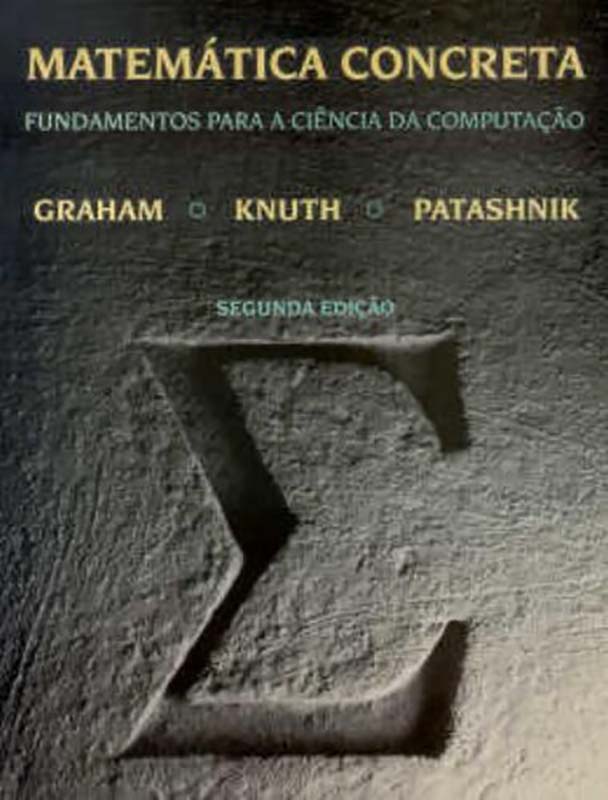 MATEMÁTICA CONCRETA
FUNDAMENTOS PARA A CIÊNCIA DA COMPUTAÇÃO
GRAHAM KNUTH PATASHNIK
SEGUNDA EDIÇÃO
Σ